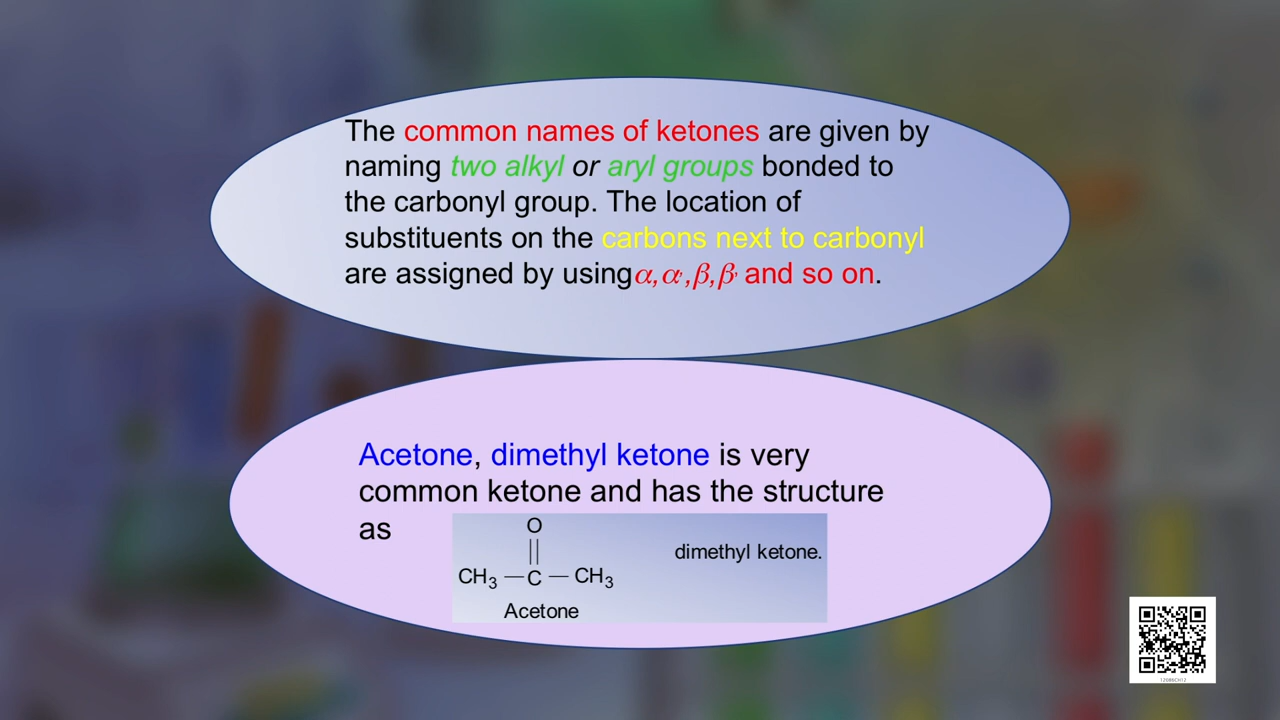 The common names of ketones are given by
naming two alkyl or aryl groups bonded to
the carbonyl group. The location of
substituents on the carbons next to carbonyl
are assigned by using α, α', β, β' and so on.
Acetone, dimethyl ketone is very
common ketone and has the structure
as
O
||
CH₃ — C — CH₃
dimethyl ketone.
Acetone